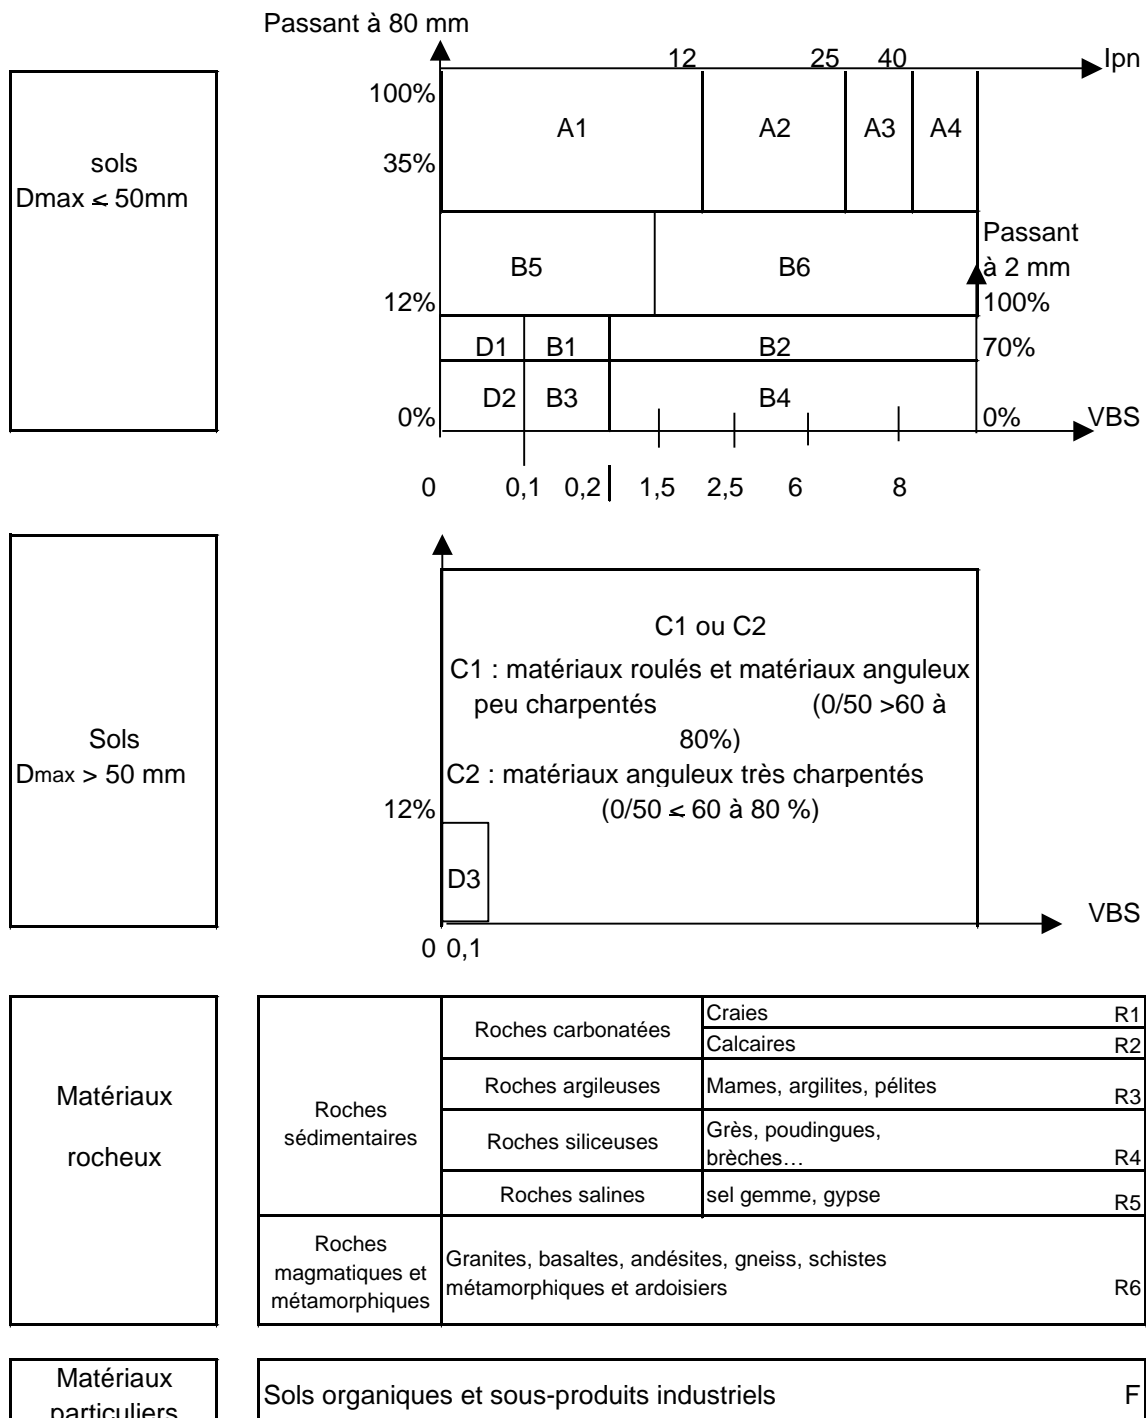 Passant à 80 mm
12 25 40 Ipn
100%
A1 A2 A3 A4
sols
35%
Dmax ≤ 50mm
Passant
B5 B6 à 2 mm
12% 100%
D1 B1 B2 70%
D2 B3 B4
0% 0% VBS
0 0,1 0,2 1,5 2,5 6 8
C1 ou C2
C1 : matériaux roulés et matériaux anguleux
peu charpentés (0/50 >60 à
80%)
Sols
Dmax > 50 mm
C2 : matériaux anguleux très charpentés
12% (0/50 ≤ 60 à 80 %)
D3
VBS
0 0,1
Matériaux
rocheux
Roches
sédimentaires
Roches carbonatées
Craies R1
Calcaires R2
Roches argileuses
Mames, argilites, pélites R3
Roches siliceuses
Grès, poudingues,
brèches… R4
Roches salines
sel gemme, gypse R5
Roches
magmatiques et
métamorphiques
Granites, basaltes, andésites, gneiss, schistes
métamorphiques et ardoisiers R6
Matériaux
particuliers
Sols organiques et sous-produits industriels F